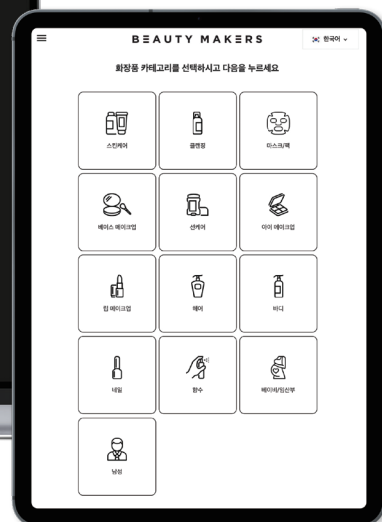 BΞAUTY MAKΞRS
한국어
화장품 카테고리를 선택하시고 다음을 누르세요
스킨케어
클렌징
마스크/팩
베이스 메이크업
선케어
아이 메이크업
립 메이크업
헤어
바디
네일
향수
베이비/임산부
남성